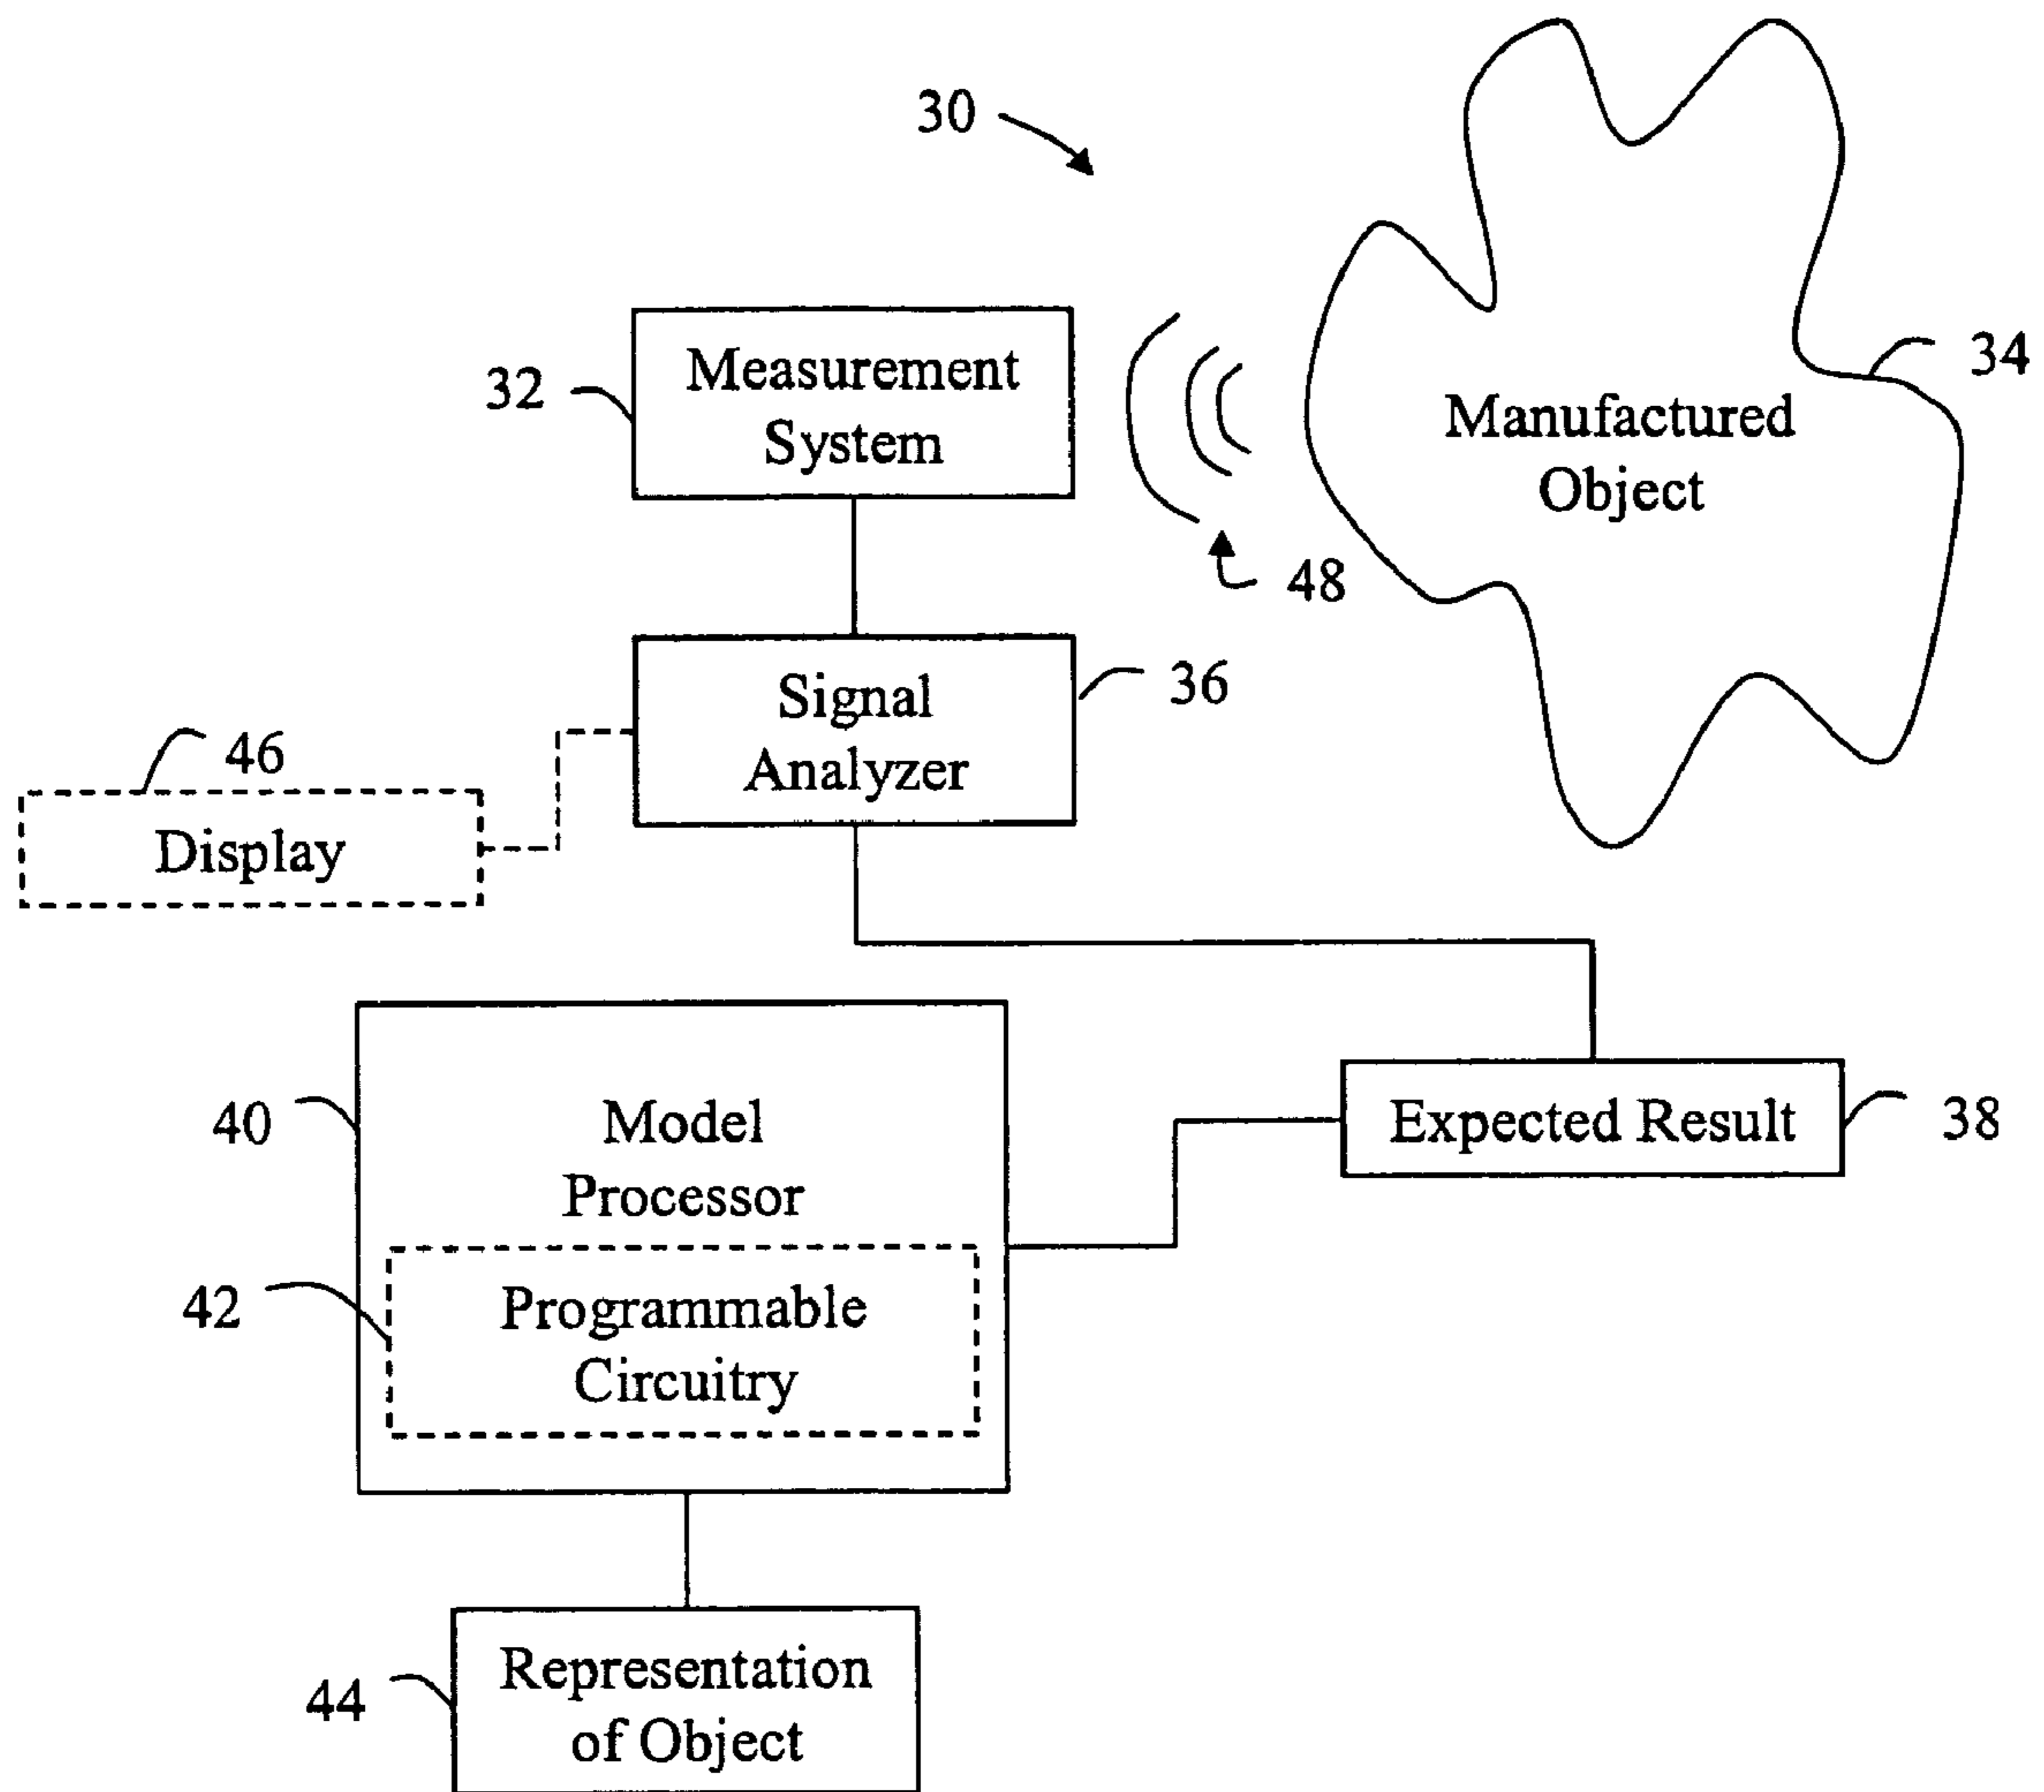 30
32
Measurement
System
34
Manufactured
Object
48
36
Signal
Analyzer
46
Display
40
Model
Processor
38
Expected Result
42
Programmable
Circuitry
44
Representation
of Object